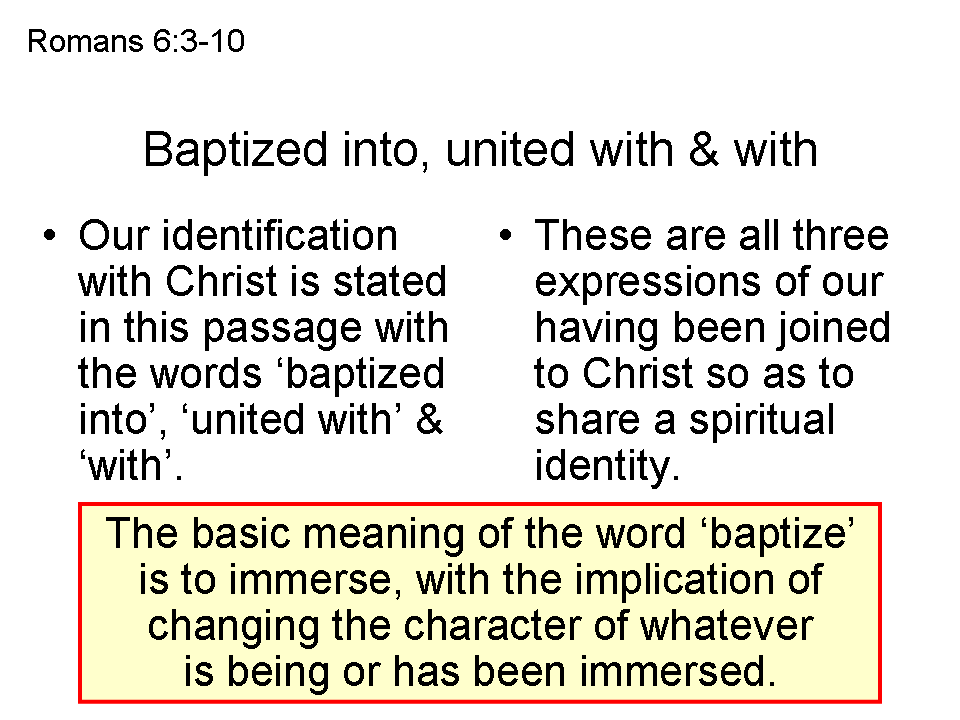 Romans 6:3-10
Baptized into, united with & with
• Our identification
with Christ is stated
in this passage with
the words ‘baptized
into’, ‘united with’ &
‘with’.
• These are all three
expressions of our
having been joined
to Christ so as to
share a spiritual
identity.
The basic meaning of the word ‘baptize’
is to immerse, with the implication of
changing the character of whatever
is being or has been immersed.